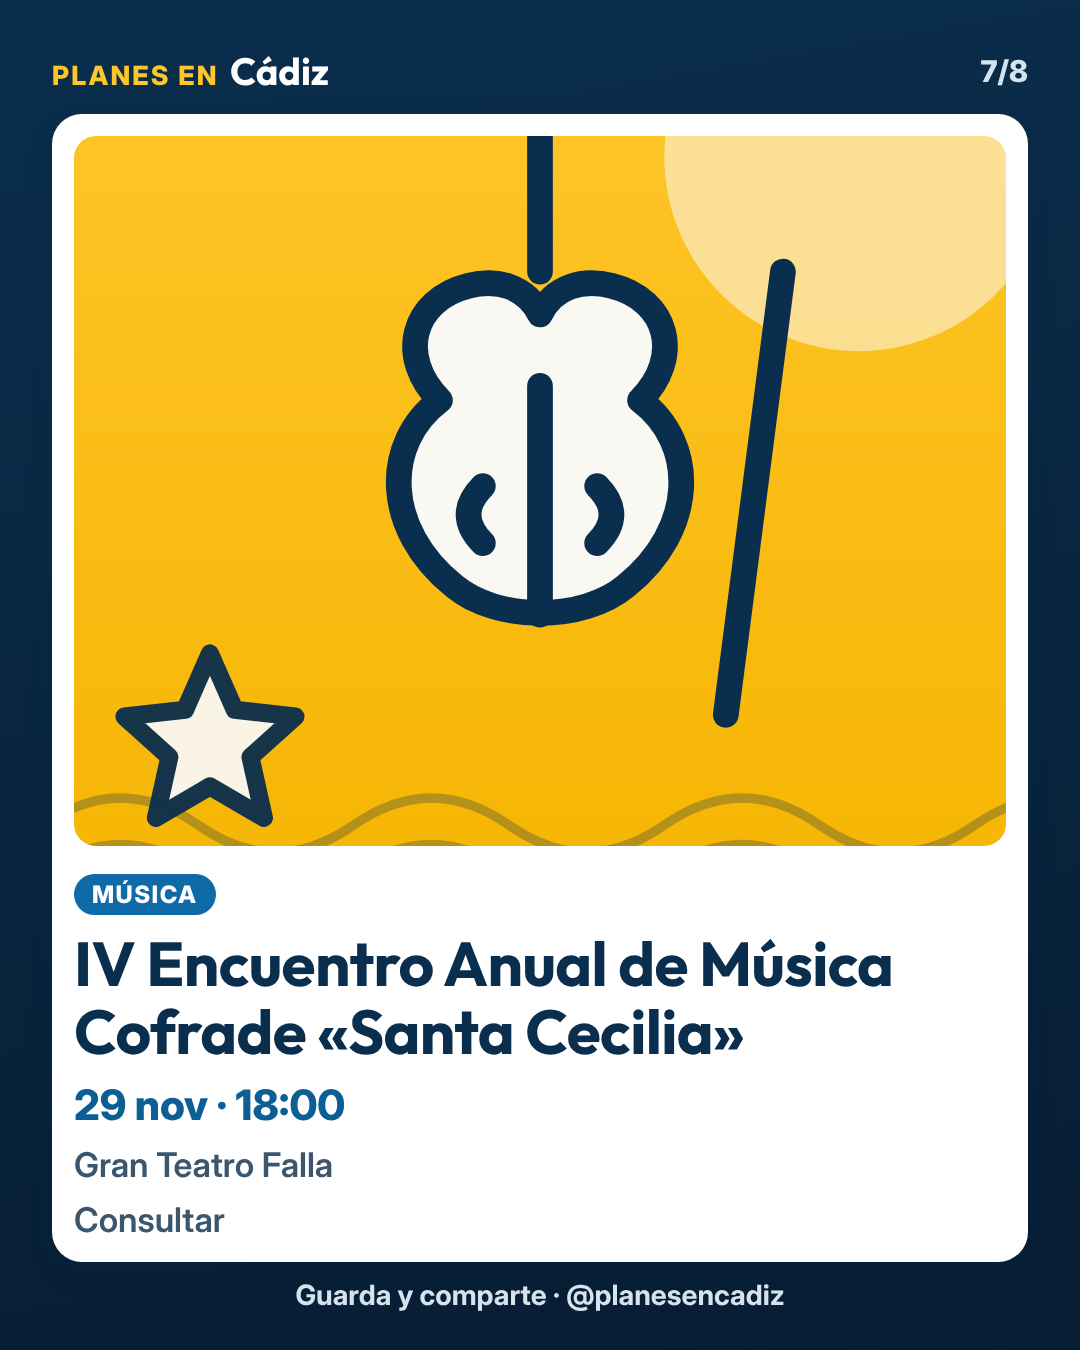 PLANES EN Cádiz
7/8
MÚSICA
IV Encuentro Anual de Música
Cofrade «Santa Cecilia»
29 nov · 18:00
Gran Teatro Falla
Consultar
Guarda y comparte · @planesencadiz